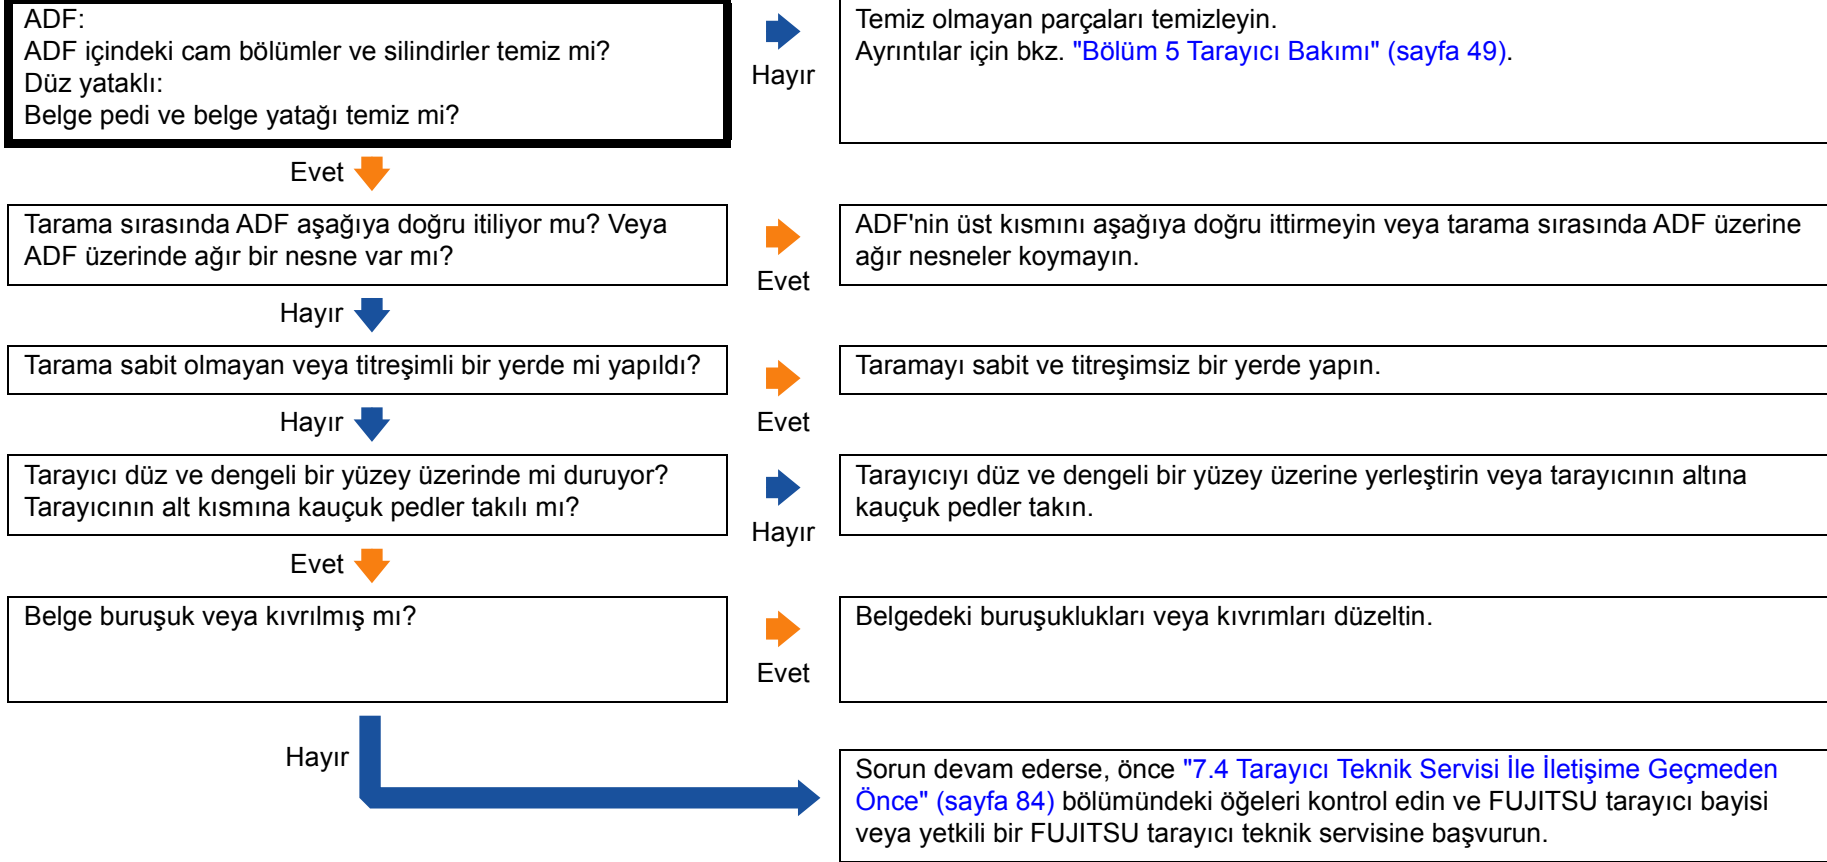 ADF:
ADF içindeki cam bölümler ve silindirler temiz mi?
Düz yataklı:
Belge pedi ve belge yatağı temiz mi?
Hayır
Temiz olmayan parçaları temizleyin.
Ayrıntılar için bkz. "Bölüm 5 Tarayıcı Bakımı" (sayfa 49).
Evet
Tarama sırasında ADF aşağıya doğru itiliyor mu? Veya
ADF üzerinde ağır bir nesne var mı?
Evet
ADF'nin üst kısmını aşağıya doğru ittirmeyin veya tarama sırasında ADF üzerine
ağır nesneler koymayın.
Hayır
Tarama sabit olmayan veya titreşimli bir yerde mi yapıldı?
Evet
Taramayı sabit ve titreşimsiz bir yerde yapın.
Hayır
Tarayıcı düz ve dengeli bir yüzey üzerinde mi duruyor?
Tarayıcının alt kısmına kauçuk pedler takılı mı?
Hayır
Tarayıcıyı düz ve dengeli bir yüzey üzerine yerleştirin veya tarayıcının altına
kauçuk pedler takın.
Evet
Belge buruşuk veya kıvrılmış mı?
Evet
Belgedeki buruşuklukları veya kıvrımları düzeltin.
Hayır
Sorun devam ederse, önce "7.4 Tarayıcı Teknik Servisi İle İletişime Geçmeden
Önce" (sayfa 84) bölümündeki öğeleri kontrol edin ve FUJITSU tarayıcı bayisi
veya yetkili bir FUJITSU tarayıcı teknik servisine başvurun.